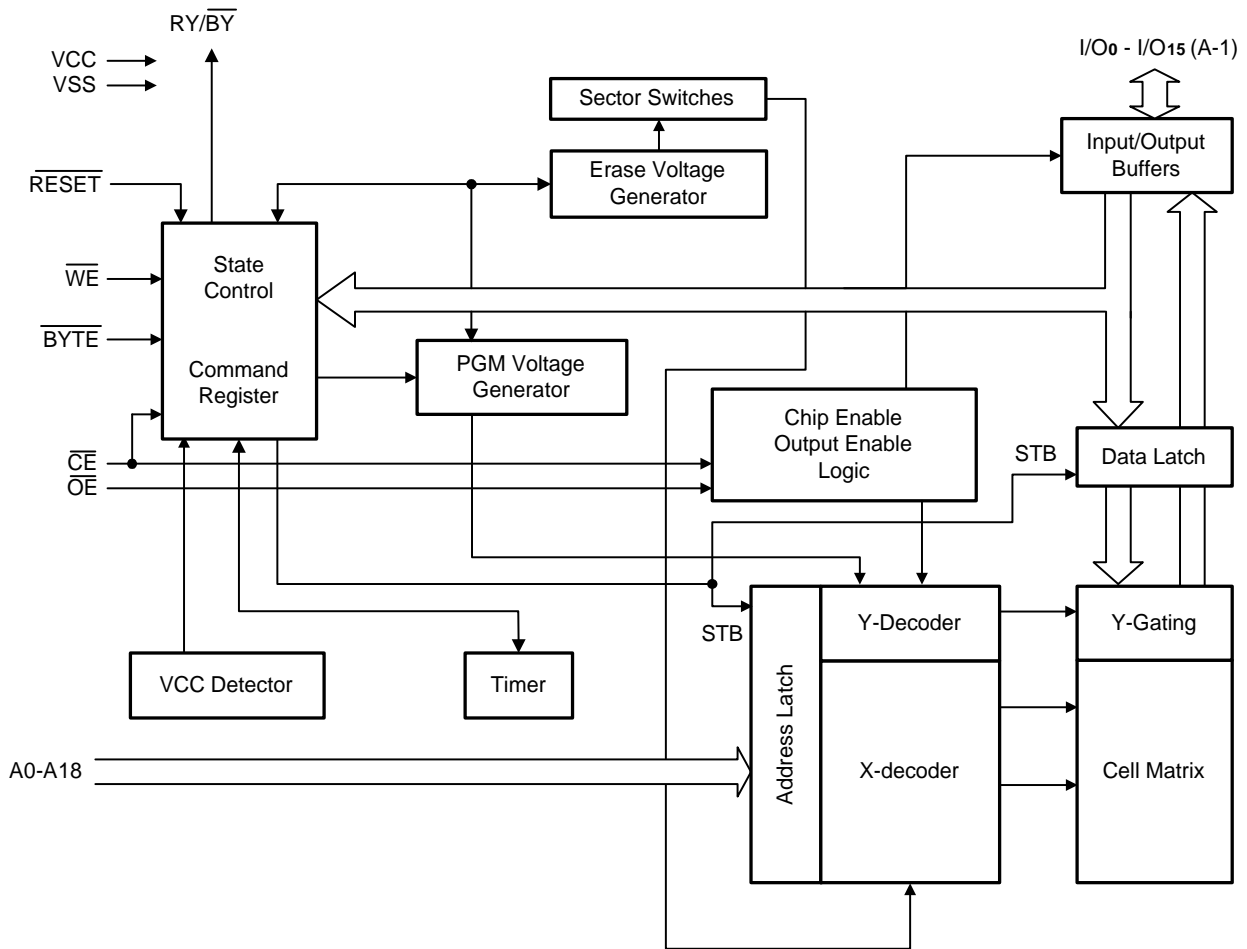 RY/BY
VCC
VSS
RESET
WE
BYTE
CE
OE
A0-A18
Sector Switches
Erase Voltage
Generator
I/O0 - I/O15 (A-1)
Input/Output
Buffers
State
Control
Command
Register
PGM Voltage
Generator
Chip Enable
Output Enable
Logic
STB
Data Latch
STB
Y-Decoder
Y-Gating
VCC Detector
Timer
Address Latch
X-decoder
Cell Matrix